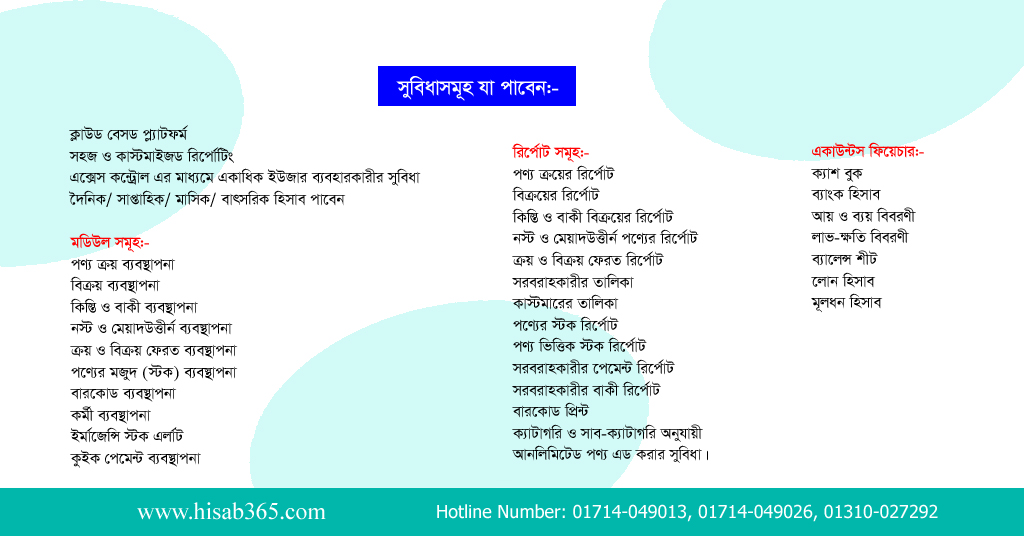 সুবিধাসমূহ যা পাবেন:-
ক্লাউড বেসড প্ল্যাটফর্ম
সহজ ও কাস্টমাইজড রিপোর্টিং
এক্সেস কন্ট্রোল এর মাধ্যমে একাধিক ইউজার ব্যবহারকারীর সুবিধা
দৈনিক/ সাপ্তাহিক/ মাসিক/ বাৎসরিক হিসাব পাবেন
মডিউল সমূহ:-
পণ্য ক্রয় ব্যবস্থাপনা
বিক্রয় ব্যবস্থাপনা
কিস্তি ও বাকী ব্যবস্থাপনা
নস্ট ও মেয়াদউত্তীর্ন ব্যবস্থাপনা
ক্রয় ও বিক্রয় ফেরত ব্যবস্থাপনা
পণ্যের মজুদ (স্টক) ব্যবস্থাপনা
বারকোড ব্যবস্থাপনা
কর্মী ব্যবস্থাপনা
ইর্মাজেন্সি স্টক এর্লাট
কুইক পেমেন্ট ব্যবস্থাপনা
রির্পোট সমূহ:-
পণ্য ক্রয়ের রির্পোট
বিক্রয়ের রির্পোট
কিস্তি ও বাকী বিক্রয়ের রির্পোট
নস্ট ও মেয়াদউত্তীর্ন পণ্যের রির্পোট
ক্রয় ও বিক্রয় ফেরত রির্পোট
সরবরাহকারীর তালিকা
কাস্টমারের তালিকা
পণ্যের স্টক রির্পোট
পণ্য ভিত্তিক স্টক রির্পোট
সরবরাহকারীর পেমেন্ট রির্পোট
সরবরাহকারীর বাকী রির্পোট
বারকোড প্রিন্ট
ক্যাটাগরি ও সাব-ক্যাটাগরি অনুযায়ী
আনলিমিটেড পণ্য এড করার সুবিধা।
একাউন্টস ফিয়েচার:-
ক্যাশ বুক
ব্যাংক হিসাব
আয় ও ব্যয় বিবরণী
লাভ-ক্ষতি বিবরণী
ব্যালেন্স শীট
লোন হিসাব
মূলধন হিসাব
www.hisab365.com
Hotline Number: 01714-049013, 01714-049026, 01310-027292